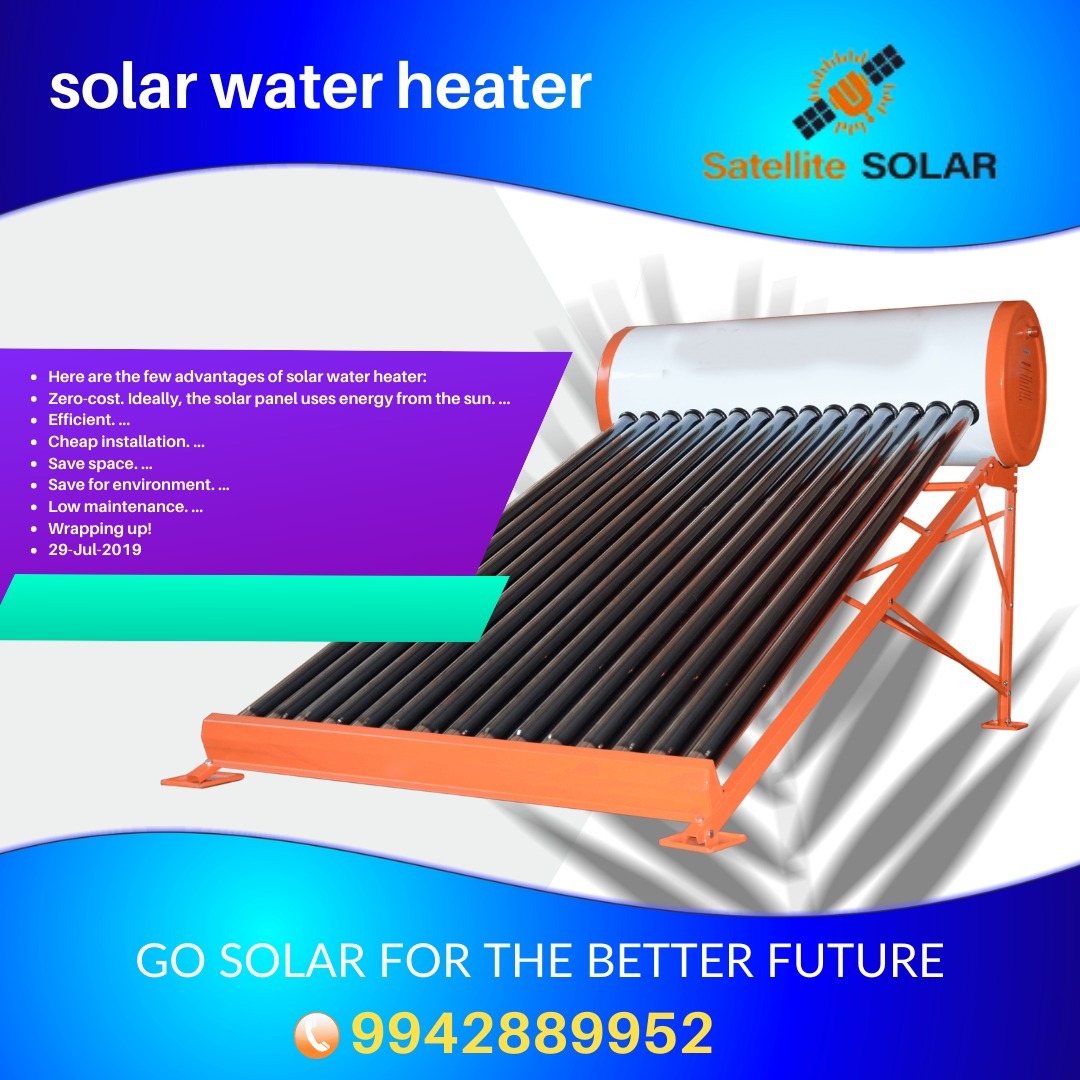 solar water heater
Satellite SOLAR
• Here are the few advantages of solar water heater:
• Zero-cost. Ideally, the solar panel uses energy from the sun. ...
• Efficient. ...
• Cheap installation. ...
• Save space. ...
• Save for environment. ...
• Low maintenance. ...
• Wrapping up!
• 29-Jul-2019
GO SOLAR FOR THE BETTER FUTURE
9942889952